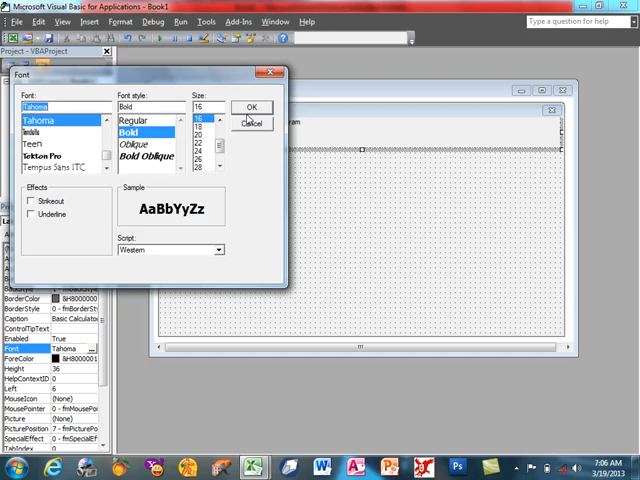 Microsoft Visual Basic for Applications - Book1
File Edit View Insert Format Debug Run Tools Add-Ins Window Help
Type a question for help
Project - VBAProject
Font
Font: Font style: Size:
Tahoma Bold 16 OK
Tahoma Regular 16 Cancel
Tendulla Bold 18
Teen Oblique 20
Tekton Pro Bold Oblique 22
Tempus Sans ITC 24
26
28
Effects
Strikeout
Underline
Sample
AaBbYyZz
Script:
Western
BorderColor &H8000000
BorderStyle 0 - fmBorderSt
Caption Basic Calculato
ControlTipText
Enabled True
Font Tahoma ...
ForeColor &H8000001
Height 36
HelpContextID 0
Left 6
MouseIcon (None)
MousePointer 0 - fmMousePo
Picture (None)
PicturePosition 7 - fmPicturePo
SpecialEffect 0 - fmSpecialEf
TabIndex 0
7:06 AM
3/19/2013